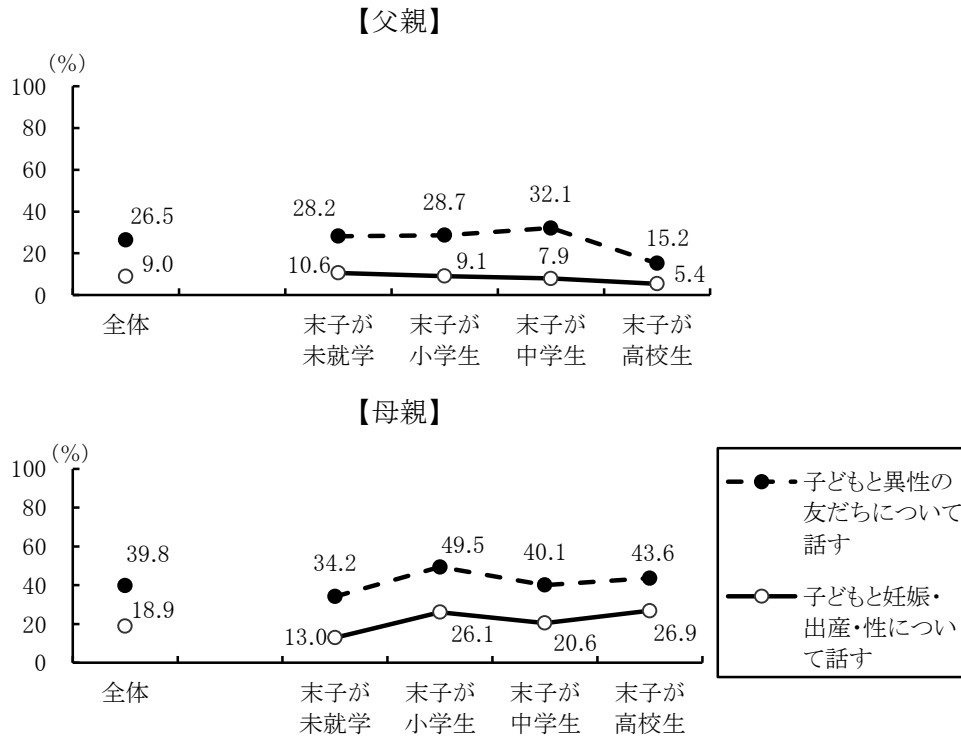 【父親】
(%)
100
80
60
40
20
0
26.5
9.0
28.2
28.7
32.1
15.2
10.6
9.1
7.9
5.4
全体
末子が
未就学
末子が
小学生
末子が
中学生
末子が
高校生
【母親】
(%)
100
80
60
40
20
0
39.8
18.9
34.2
49.5
40.1
43.6
13.0
26.1
20.6
26.9
全体
末子が
未就学
末子が
小学生
末子が
中学生
末子が
高校生
子どもと異性の
友だちについて
話す
子どもと妊娠・
出産・性につい
て話す